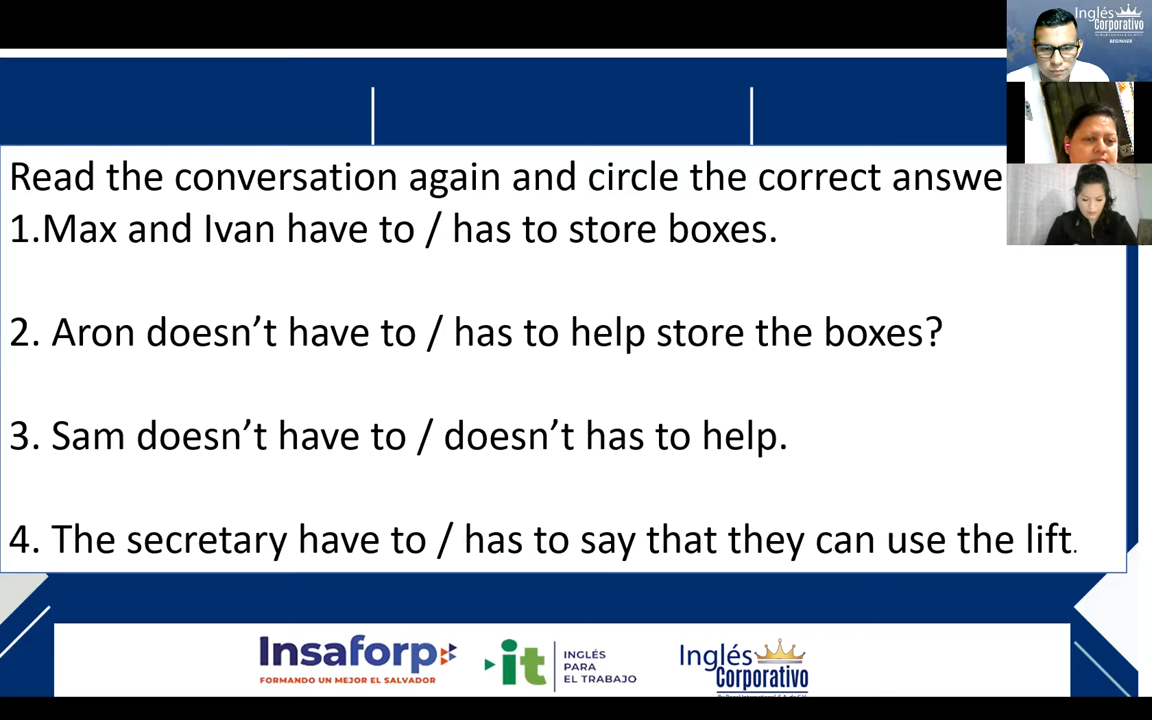 Inglés
Corporativo
BEGINNER
Read the conversation again and circle the correct answe
1.Max and Ivan have to / has to store boxes.
2. Aron doesn’t have to / has to help store the boxes?
3. Sam doesn’t have to / doesn’t has to help.
4. The secretary have to / has to say that they can use the lift.
Insaforp
FORMANDO UN MEJOR EL SALVADOR
it
INGLÉS
PARA
EL TRABAJO
Inglés
Corporativo